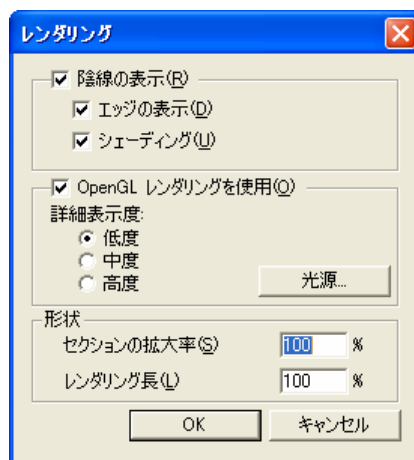 レンダリング
陰線の表示(R)
エッジの表示(D)
シェーディング(U)
OpenGL レンダリングを使用(O)
詳細表示度:
低度
中度
高度
光源...
形状
セクションの拡大率(S) 100 %
レンダリング長(L) 100 %
OK キャンセル